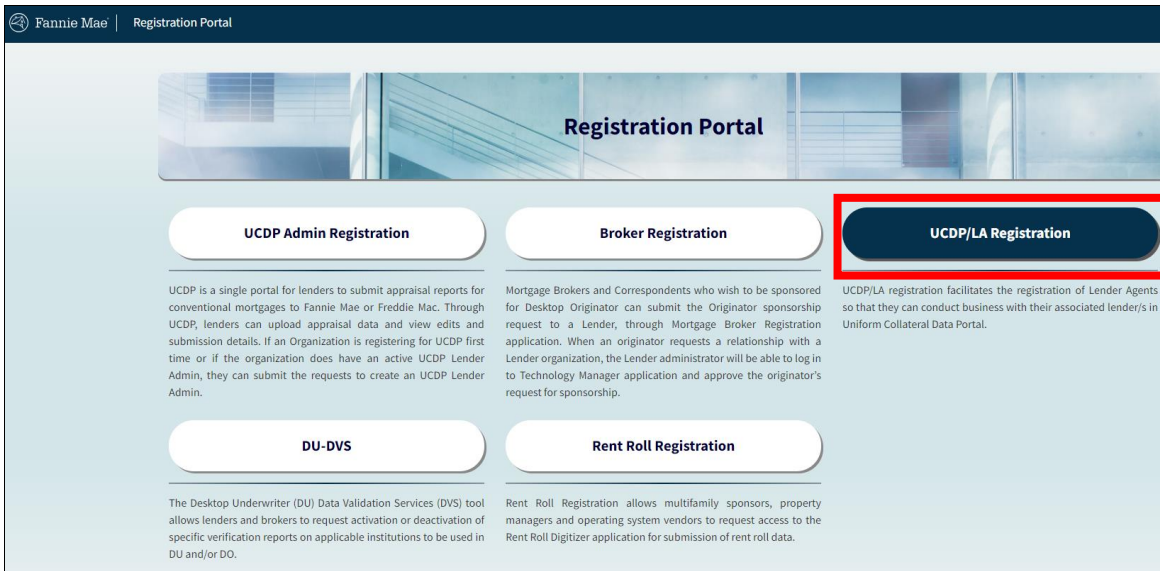 Fannie Mae
Registration Portal
Registration Portal
UCDP Admin Registration
UCDP is a single portal for lenders to submit appraisal reports for
conventional mortgages to Fannie Mae or Freddie Mac. Through
UCDP, lenders can upload appraisal data and view edits and
submission details. If an Organization is registering for UCDP first
time or if the organization does have an active UCDP Lender
Admin, they can submit the requests to create an UCDP Lender
Admin.
Broker Registration
Mortgage Brokers and Correspondents who wish to be sponsored
for Desktop Originator can submit the Originator sponsorship
request to a Lender, through Mortgage Broker Registration
application. When an originator requests a relationship with a
Lender organization, the Lender administrator will be able to log in
to Technology Manager application and approve the originator's
request for sponsorship.
UCDP/LA Registration
UCDP/LA registration facilitates the registration of Lender Agents
so that they can conduct business with their associated lender/s in
Uniform Collateral Data Portal.
DU-DVS
The Desktop Underwriter (DU) Data Validation Services (DVS) tool
allows lenders and brokers to request activation or deactivation of
specific verification reports on applicable institutions to be used in
DU and/or DO.
Rent Roll Registration
Rent Roll Registration allows multifamily sponsors, property
managers and operating system vendors to request access to the
Rent Roll Digitizer application for submission of rent roll data.